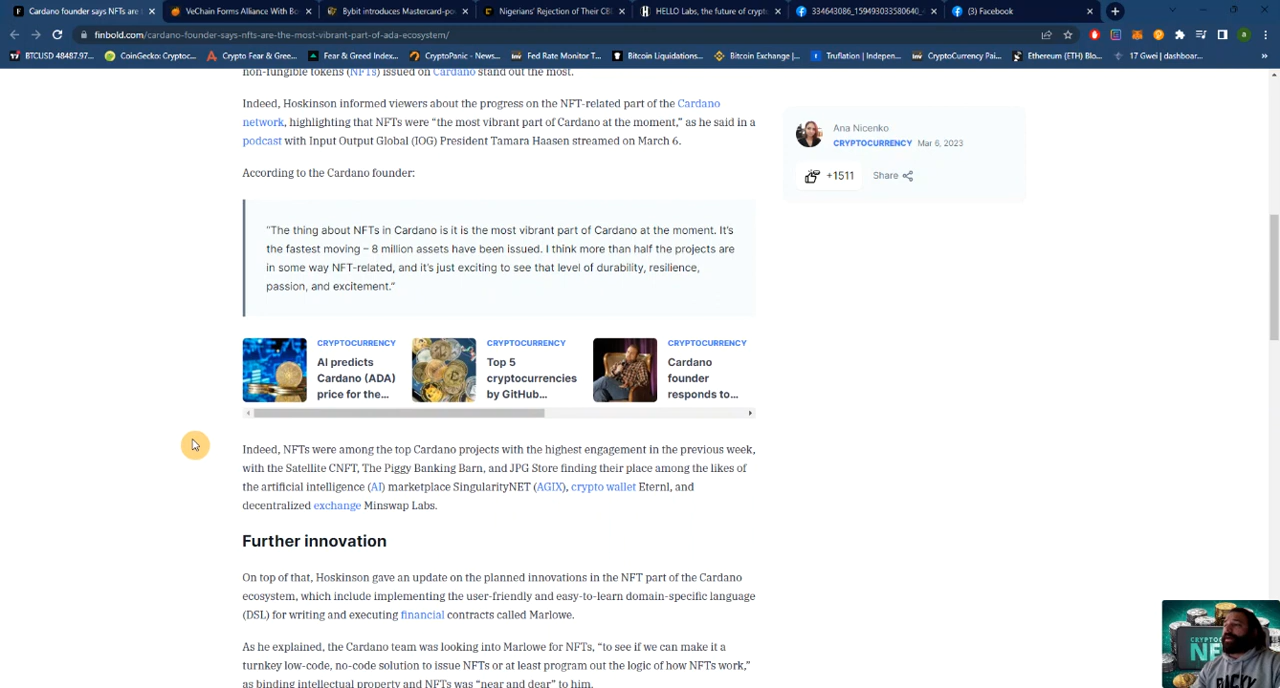 Cardano founder says NFTs are
VeChain Forms Alliance With Bo
Bybit introduces Mastercard-po
Nigerians' Rejection of Their CB
HELLO Labs, the future of crypt
334643086_159493033580640_
(3) Facebook
finbold.com/cardano-founder-says-nfts-are-the-most-vibrant-part-of-ada-ecosystem/
BTCUSD 48487.97...
CoinGecko: Cryptoc...
Crypto Fear & Gree...
Fear & Greed Index...
CryptoPanic - News...
Fed Rate Monitor T...
Bitcoin Liquidations...
Bitcoin Exchange |...
Truflation | Indepen...
CryptoCurrency Pai...
Ethereum (ETH) Blo...
17 Gwei | dashboar...
non-fungible tokens (NFTs) issued on Cardano stand out the most.
Indeed, Hoskinson informed viewers about the progress on the NFT-related part of the Cardano
network, highlighting that NFTs were “the most vibrant part of Cardano at the moment,” as he said in a
podcast with Input Output Global (IOG) President Tamara Haasen streamed on March 6.
According to the Cardano founder:
“The thing about NFTs in Cardano is it is the most vibrant part of Cardano at the moment. It’s
the fastest moving – 8 million assets have been issued. I think more than half the projects are
in some way NFT-related, and it’s just exciting to see that level of durability, resilience,
passion, and excitement.”
CRYPTOCURRENCY
AI predicts
Cardano (ADA)
price for the...
CRYPTOCURRENCY
Top 5
cryptocurrencies
by GitHub...
CRYPTOCURRENCY
Cardano
founder
responds to...
Indeed, NFTs were among the top Cardano projects with the highest engagement in the previous week,
with the Satellite CNFT, The Piggy Banking Barn, and JPG Store finding their place among the likes of
the artificial intelligence (AI) marketplace SingularityNET (AGIX), crypto wallet Eternl, and
decentralized exchange Minswap Labs.
Further innovation
On top of that, Hoskinson gave an update on the planned innovations in the NFT part of the Cardano
ecosystem, which include implementing the user-friendly and easy-to-learn domain-specific language
(DSL) for writing and executing financial contracts called Marlowe.
As he explained, the Cardano team was looking into Marlowe for NFTs, “to see if we can make it a
turnkey low-code, no-code solution to issue NFTs or at least program out the logic of how NFTs work,”
as binding intellectual property and NFTs was “near and dear” to him.
Ana Nicenko
CRYPTOCURRENCY Mar 6, 2023
+1511 Share